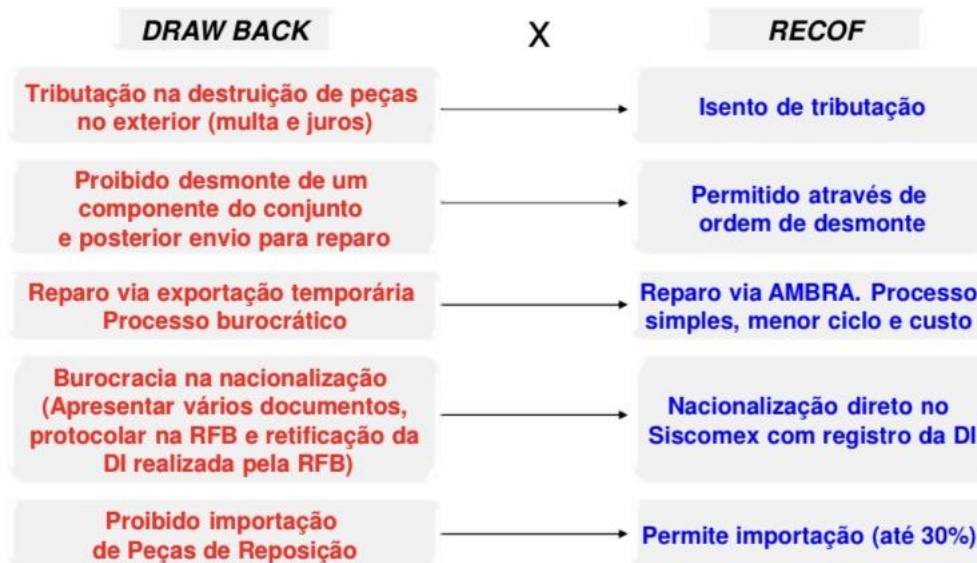 DRAW BACK
X
RECOF
Tributação na destruição de peças
no exterior (multa e juros)
Isento de tributação
Proibido desmonte de um
componente do conjunto
e posterior envio para reparo
Permitido através de
ordem de desmonte
Reparo via exportação temporária
Processo burocrático
Reparo via AMBRA. Processo
simples, menor ciclo e custo
Burocracia na nacionalização
(Apresentar vários documentos,
protocolar na RFB e retificação da
DI realizada pela RFB)
Nacionalização direto no
Siscomex com registro da DI
Proibido importação
de Peças de Reposição
Permite importação (até 30%)